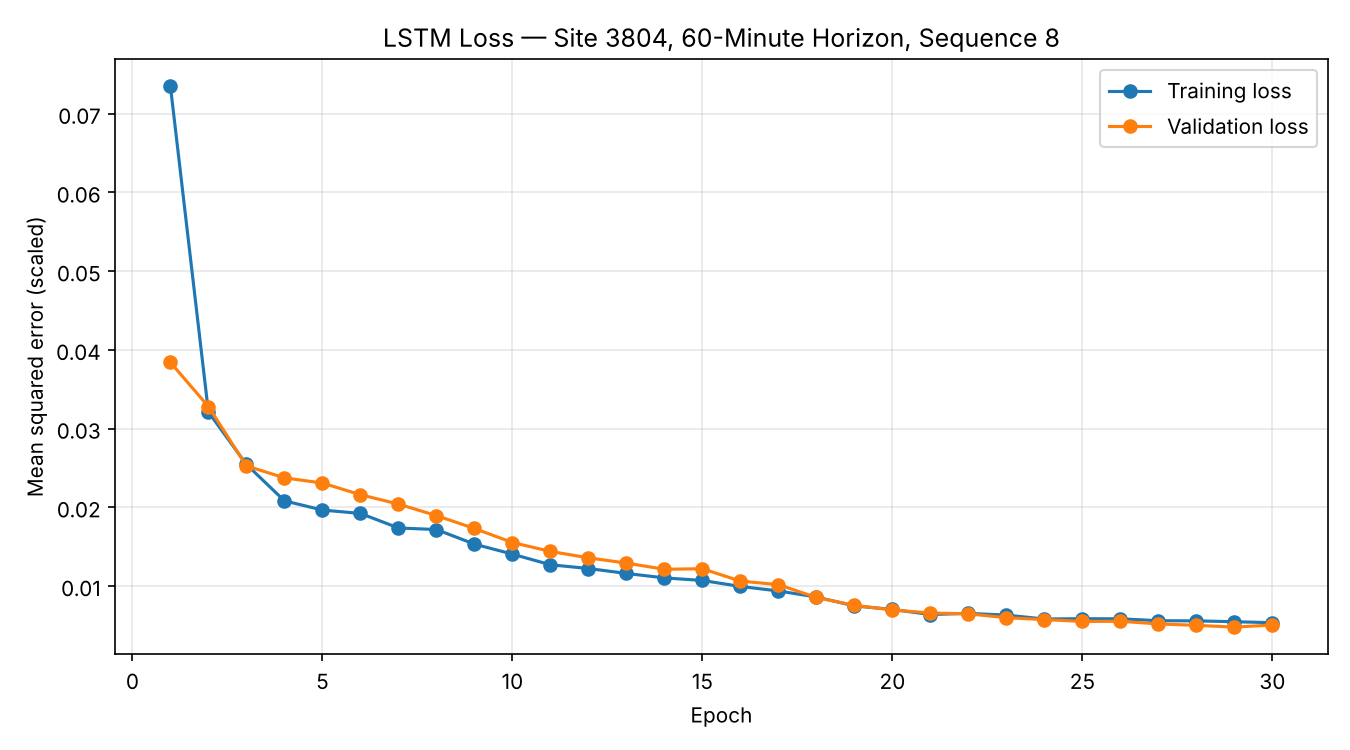 LSTM Loss — Site 3804, 60-Minute Horizon, Sequence 8
Training loss
Validation loss
Mean squared error (scaled)
0.07
0.06
0.05
0.04
0.03
0.02
0.01
0 5 10 15 20 25 30
Epoch